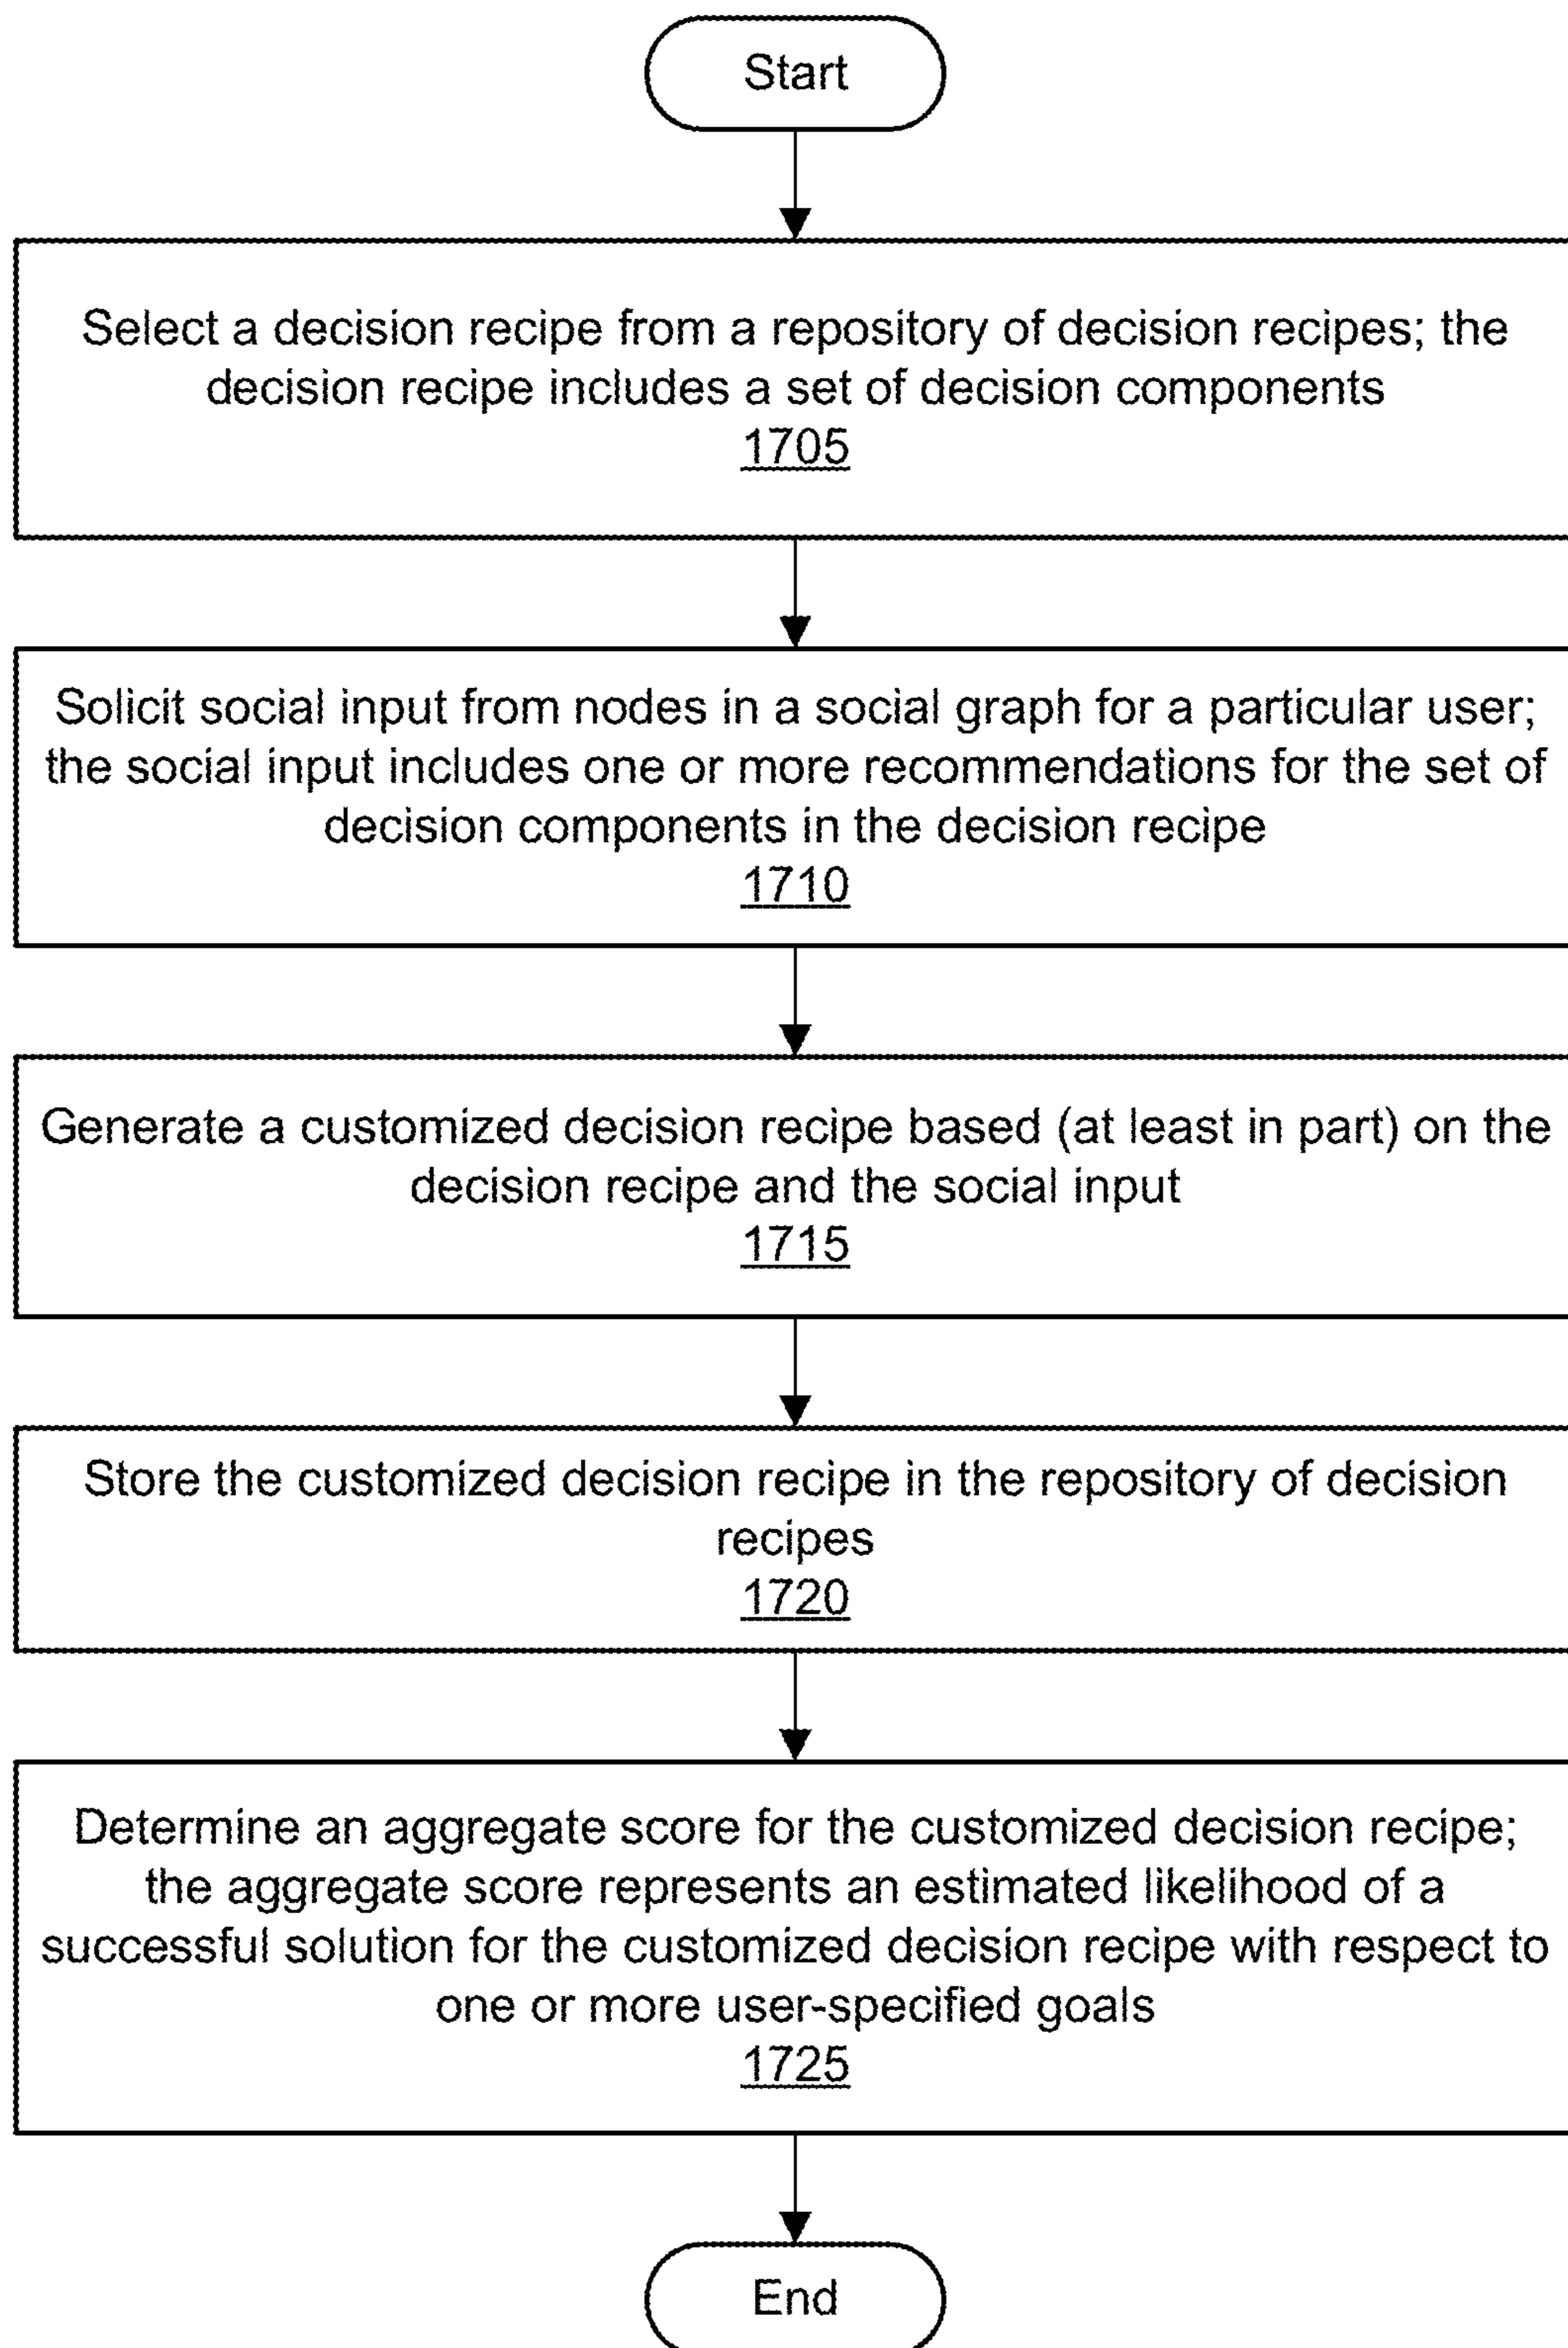 Start
Select a decision recipe from a repository of decision recipes; the
decision recipe includes a set of decision components
1705
Solicit social input from nodes in a social graph for a particular user;
the social input includes one or more recommendations for the set of
decision components in the decision recipe
1710
Generate a customized decision recipe based (at least in part) on the
decision recipe and the social input
1715
Store the customized decision recipe in the repository of decision
recipes
1720
Determine an aggregate score for the customized decision recipe;
the aggregate score represents an estimated likelihood of a
successful solution for the customized decision recipe with respect to
one or more user-specified goals
1725
End